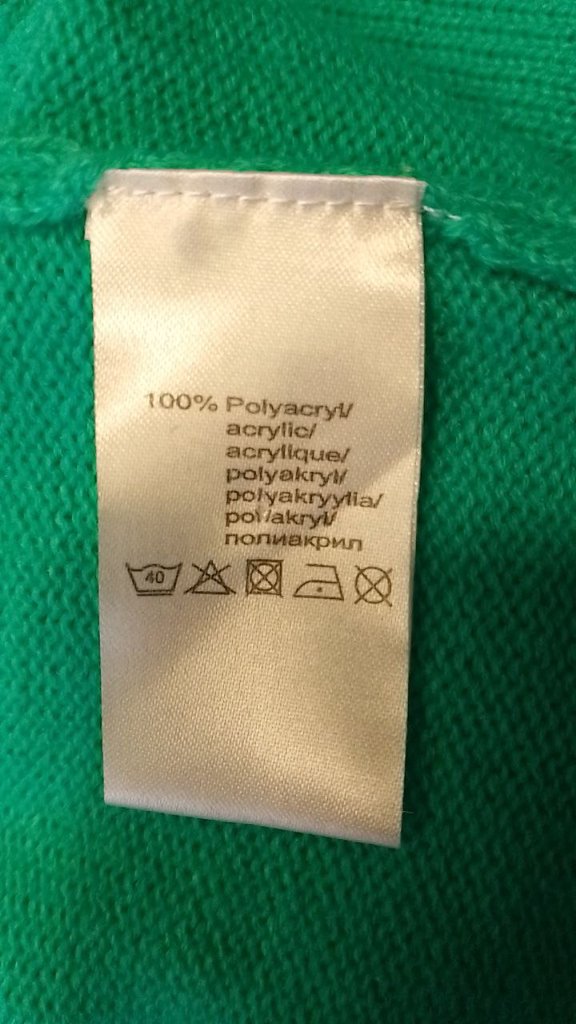 100% Polyacryl/
acrylic/
acrylique/
polyakryl/
polyakryylia/
polyakryl/
полиакрил
40